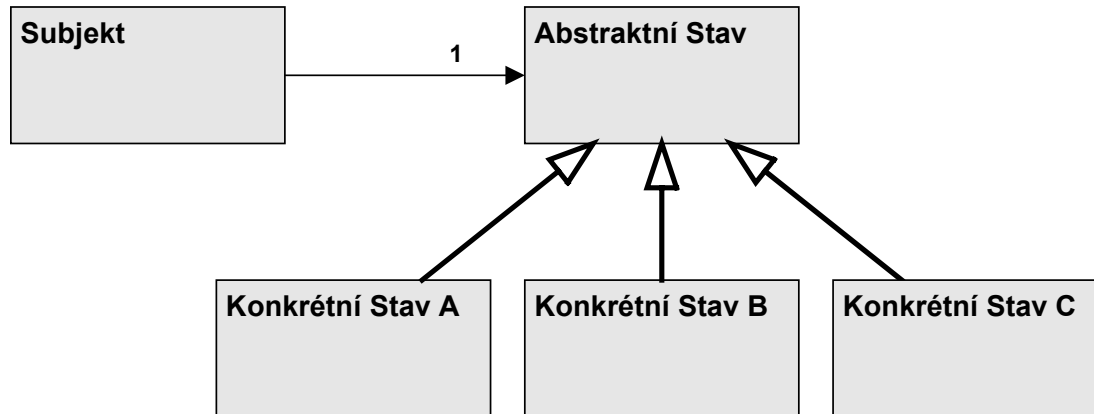 Subjekt
1
Abstraktní Stav
Konkrétní Stav A
Konkrétní Stav B
Konkrétní Stav C